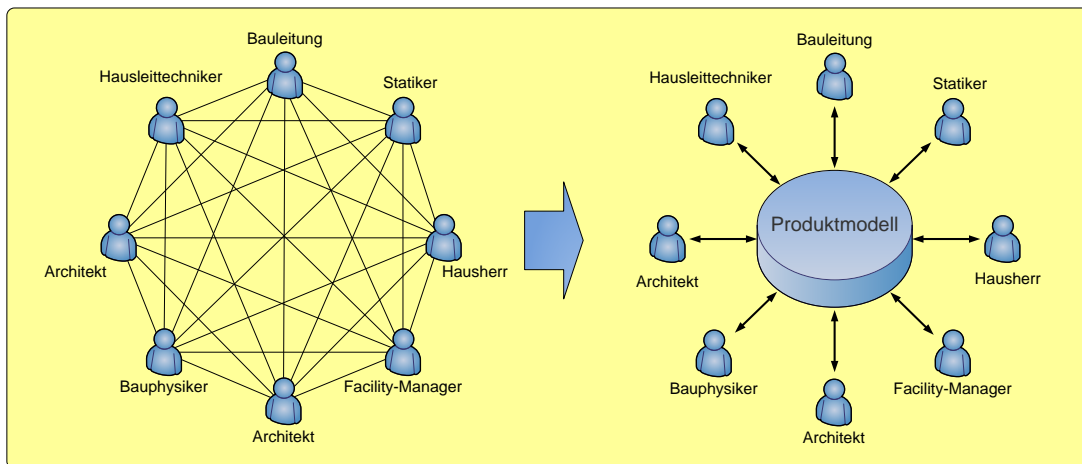 Bauleitung
Hausleittechniker
Statiker
Architekt
Hausherr
Bauphysiker
Facility-Manager
Architekt
Bauleitung
Hausleittechniker
Statiker
Produktmodell
Architekt
Hausherr
Bauphysiker
Facility-Manager
Architekt